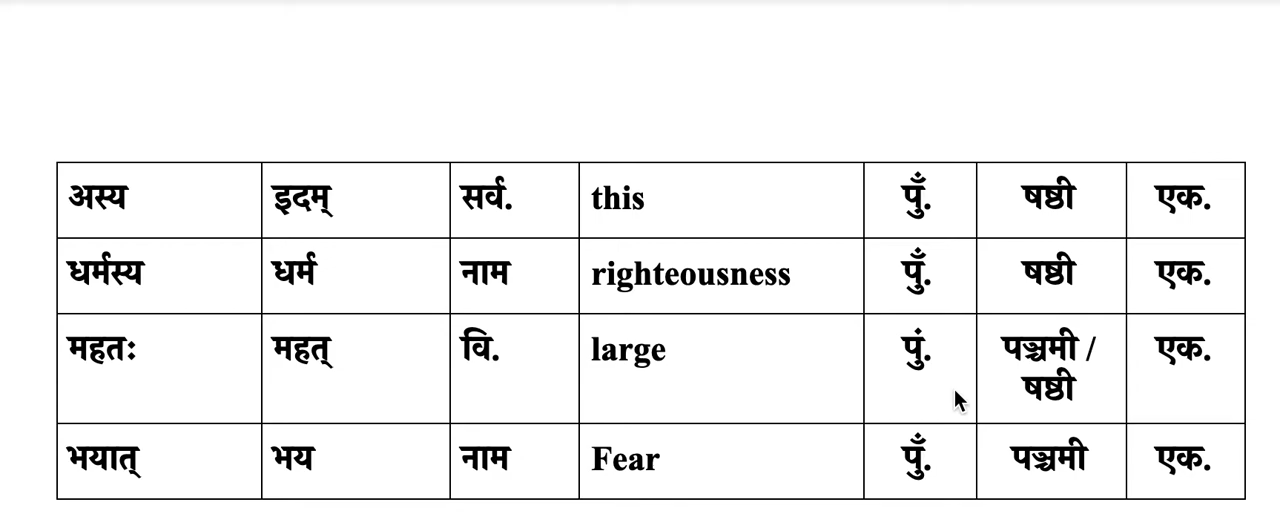 अस्य इदम् सर्व. this पुँ. षष्ठी एक.
धर्मस्य धर्म नाम righteousness पुँ. षष्ठी एक.
महतः महत् वि. large पुं. पञ्चमी / षष्ठी एक.
भयात् भय नाम Fear पुँ. पञ्चमी एक.